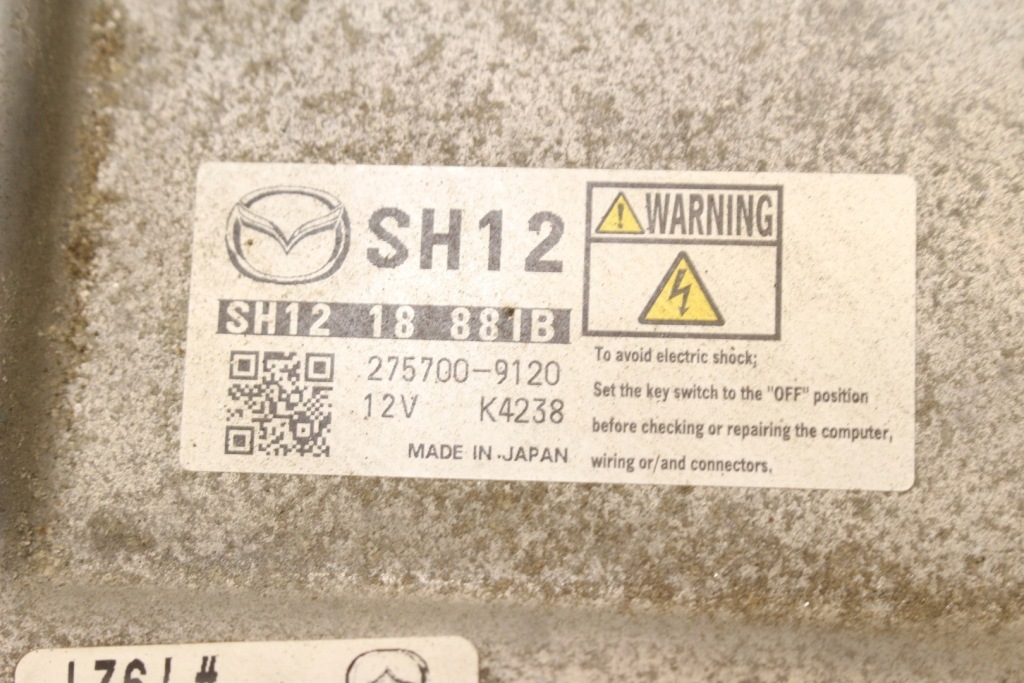 SH12
SH12 18 881B
275700-9120
12V K4238
MADE IN JAPAN
WARNING
To avoid electric shock;
Set the key switch to the "OFF" position
before checking or repairing the computer,
wiring or/and connectors.